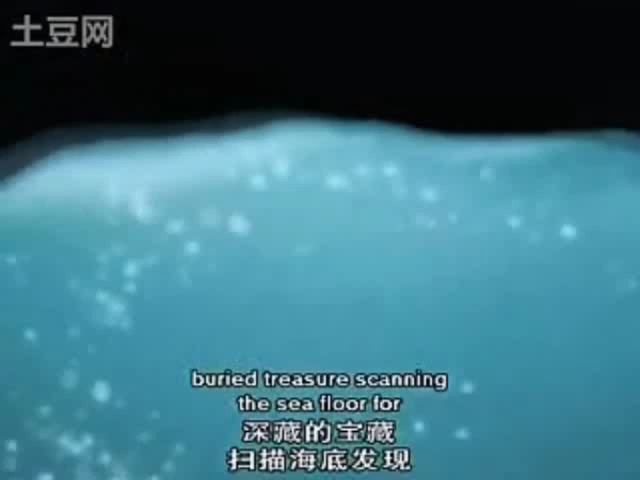 土豆网
buried treasure scanning
the sea floor for
深藏的宝藏
扫描海底发现